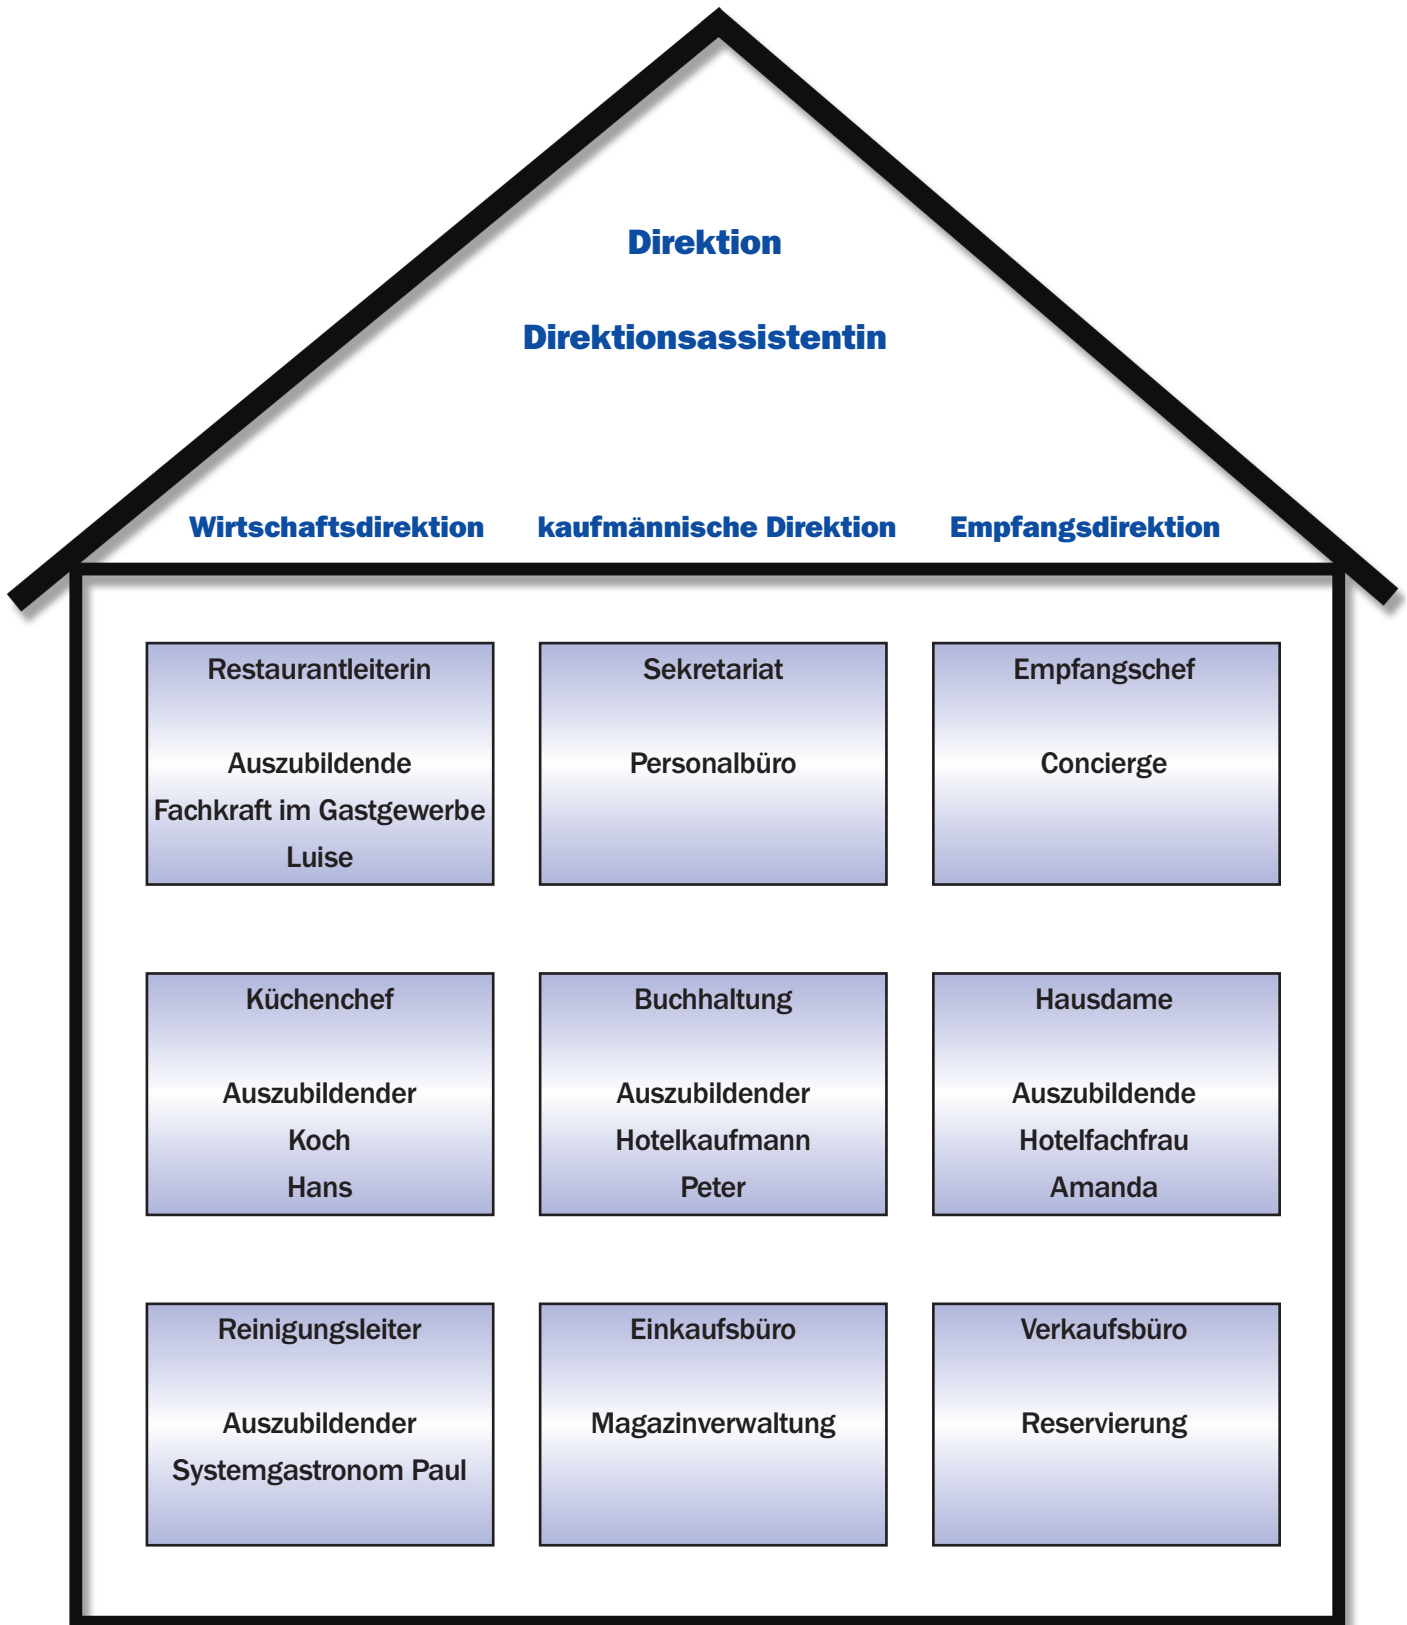 Direktion
Direktionsassistentin
Wirtschaftsdirektion
kaufmännische Direktion
Empfangsdirektion
Restaurantleiterin
Auszubildende
Fachkraft im Gastgewerbe
Luise
Sekretariat
Personalbüro
Empfangschef
Concierge
Küchenchef
Auszubildender
Koch
Hans
Buchhaltung
Auszubildender
Hotelkaufmann
Peter
Hausdame
Auszubildende
Hotelfachfrau
Amanda
Reinigungsleiter
Auszubildender
Systemgastronom Paul
Einkaufsbüro
Magazinverwaltung
Verkaufsbüro
Reservierung